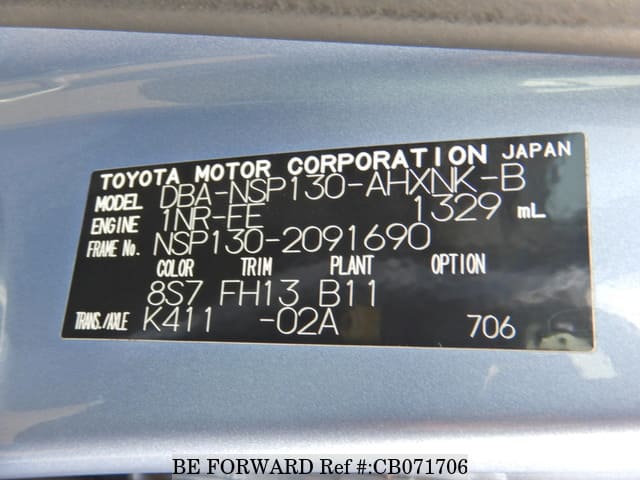 TOYOTA MOTOR CORPORATION JAPAN
MODEL DBA-NSP130-AHXNK-B
ENGINE 1NR-FE 1329 mL
FRAME No. NSP130-2091690
COLOR TRIM PLANT OPTION
8S7 FH13 B11
TRANS./AXLE K411 -02A 706
BE FORWARD Ref #:CB071706